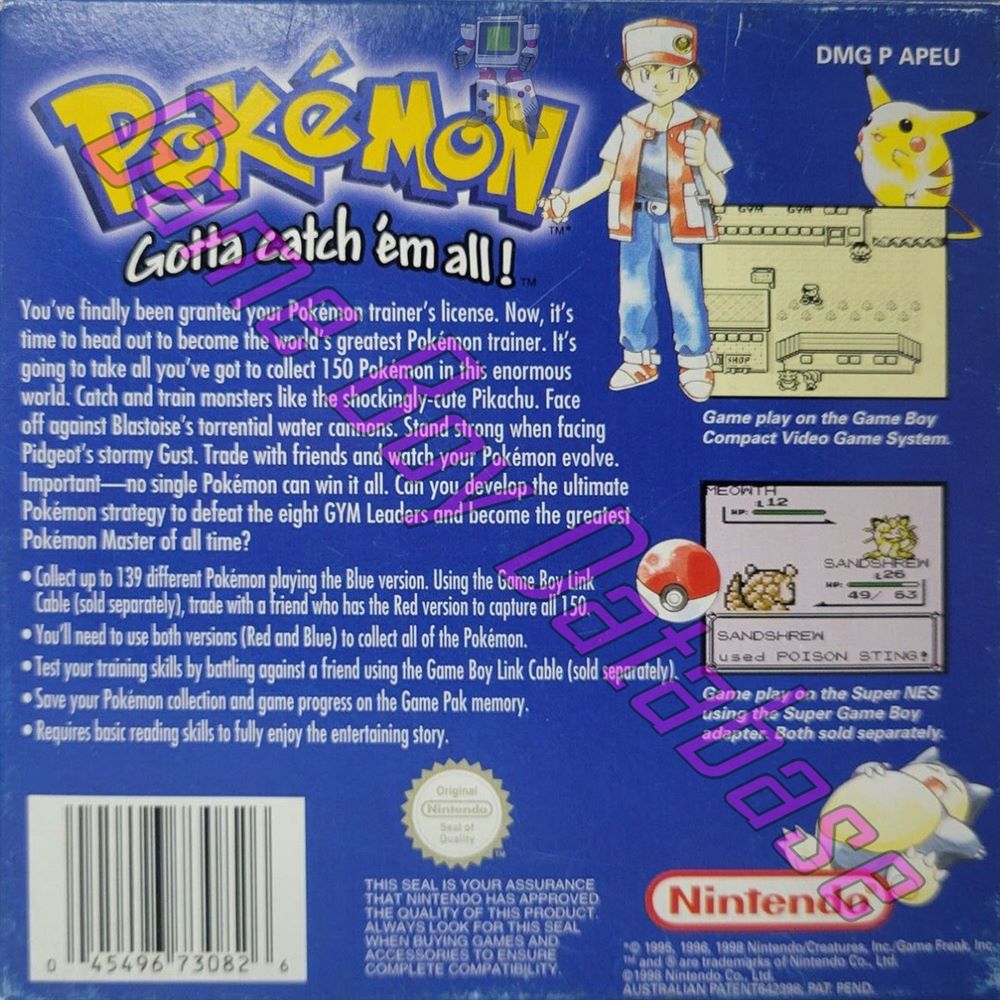 DMG P APEU
POKéMON
TM*
Gotta catch 'em all!
TM
You've finally been granted your Pokémon trainer's license. Now, it's
time to head out to become the world's greatest Pokémon trainer. It's
going to take all you've got to collect 150 Pokémon in this enormous
world. Catch and train monsters like the shockingly-cute Pikachu. Face
off against Blastoise's torrential water cannons. Stand strong when facing
Pidgeot's stormy Gust. Trade with friends and watch your Pokémon evolve.
Important—no single Pokémon can win it all. Can you develop the ultimate
Pokémon strategy to defeat the eight GYM Leaders and become the greatest
Pokémon Master of all time?
•Collect up to 139 different Pokémon playing the Blue version. Using the Game Boy Link
Cable (sold separately), trade with a friend who has the Red version to capture all 150.
•You'll need to use both versions (Red and Blue) to collect all of the Pokémon.
•Test your training skills by battling against a friend using the Game Boy Link Cable (sold separately).
•Save your Pokémon collection and game progress on the Game Pak memory.
•Requires basic reading skills to fully enjoy the entertaining story.
GYM GYM
SHOP
Game play on the Game Boy
Compact Video Game System.
MEOWTH
L12
HP:
SANDSHREW
L26
HP:
49/ 63
SANDSHREW
used POISON STING!
Game play on the Super NES
using the Super Game Boy
adapter. Both sold separately.
Original
Nintendo
Seal of
Quality
TM
THIS SEAL IS YOUR ASSURANCE
THAT NINTENDO HAS APPROVED
THE QUALITY OF THIS PRODUCT.
ALWAYS LOOK FOR THIS SEAL
WHEN BUYING GAMES AND
ACCESSORIES TO ENSURE
COMPLETE COMPATIBILITY.
0 45496 73082 6
Nintendo
*© 1995, 1996, 1998 Nintendo/Creatures, Inc./Game Freak, Inc.
TM and ® are trademarks of Nintendo Co., Ltd.
©1998 Nintendo Co., Ltd.
AUSTRALIAN PATENT642398, PAT. PEND.
Game Boy Database